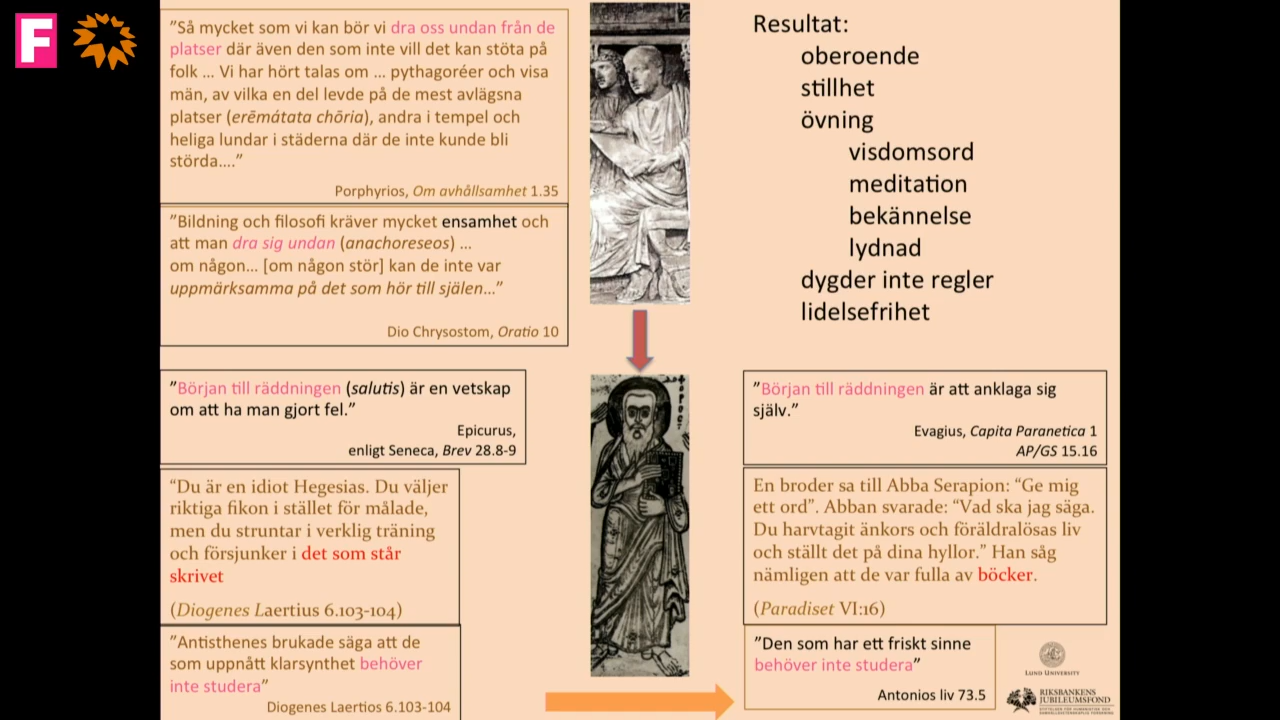 F
”Så mycket som vi kan bör vi dra oss undan från de
platser där även den som inte vill det kan stöta på
folk ... Vi har hört talas om ... pythagoréer och visa
män, av vilka en del levde på de mest avlägsna
platser (erēmátata chōria), andra i tempel och
heliga lundar i städerna där de inte kunde bli
störda....”
Porphyrios, Om avhållsamhet 1.35
”Bildning och filosofi kräver mycket ensamhet och
att man dra sig undan (anachoreseos) ...
om någon... [om någon stör] kan de inte var
uppmärksamma på det som hör till själen...”
Dio Chrysostom, Oratio 10
”Början till räddningen (salutis) är en vetskap
om att ha man gjort fel.”
Epicurus,
enligt Seneca, Brev 28.8-9
“Du är en idiot Hegesias. Du väljer
riktiga fikon i stället för målade,
men du struntar i verklig träning
och försjunker i det som står
skrivet
(Diogenes Laertius 6.103-104)
”Antisthenes brukade säga att de
som uppnått klarsynthet behöver
inte studera”
Diogenes Laertios 6.103-104
Resultat:
oberoende
stillhet
övning
visdomsord
meditation
bekännelse
lydnad
dygder inte regler
lidelsefrihet
”Början till räddningen är att anklaga sig
själv.”
Evagius, Capita Paranetica 1
AP/GS 15.16
En broder sa till Abba Serapion: “Ge mig
ett ord”. Abban svarade: “Vad ska jag säga.
Du harvtagit änkors och föräldralösas liv
och ställt det på dina hyllor.” Han såg
nämligen att de var fulla av böcker.
(Paradiset VI:16)
”Den som har ett friskt sinne
behöver inte studera”
Antonios liv 73.5
LUND UNIVERSITY
RIKSBANKENS
JUBILEUMSFOND